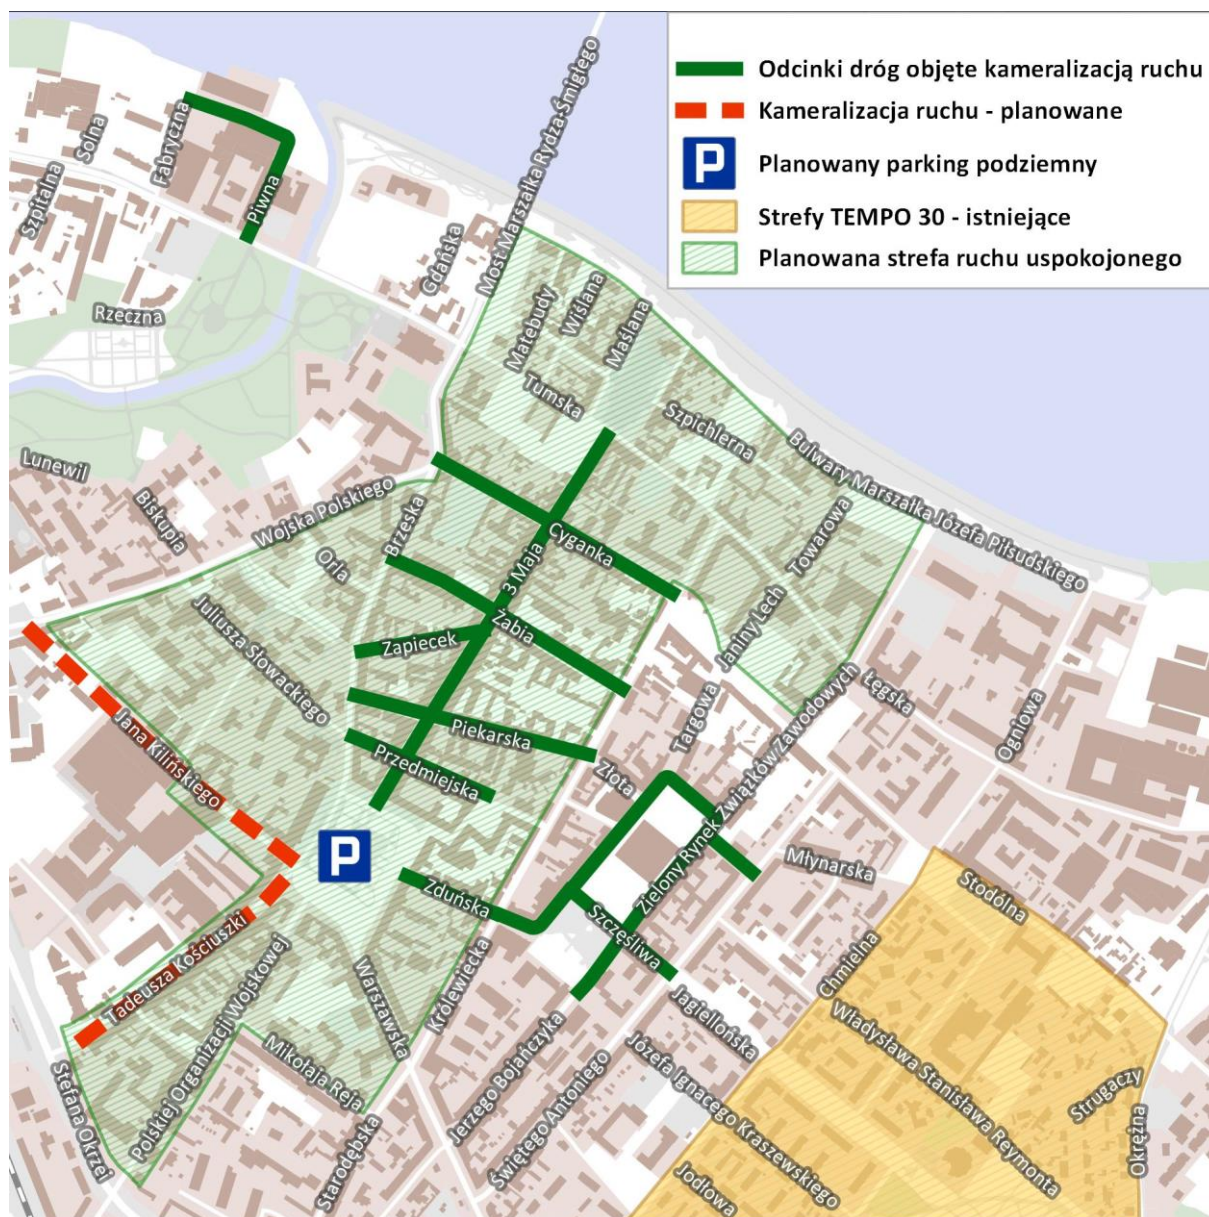 Odcinki dróg objęte kameralizacją ruchu
Kameralizacja ruchu - planowane
P
Planowany parking podziemny
Strefy TEMPO 30 - istniejące
Planowana strefa ruchu uspokojonego
Most Marszałka Rydza-Śmigłego
Fabryczna
Solna
Szpitalna
Piwna
Gdańska
Rzeczna
Matebudy
Wiślana
Maślana
Tumska
Szpichlerna
Bulwary Marszałka Józefa Piłsudskiego
Lunewil
Biskupia
Wojska Polskiego
Brzeska
Orla
Cyganka
3 Maja
Towarowa
Żabia
Zapiecek
Juliusza Słowackiego
Janiny Lech
Łęgska
Targowa
Ogniowa
Jana Kilińskiego
Piekarska
Przedmiejska
Złota
Zielony Rynek
Związków Zawodowych
P
Młynarska
Stodólna
Zduńska
Szczęśliwa
Tadeusza Kościuszki
Polskiej Organizacji Wojskowej
Warszawska
Królewiecka
Chmielna
Jagiellońska
Władysława Stanisława Reymonta
Józefa Ignacego Kraszewskiego
Mikołaja Reja
Stefana Okrzei
Jerzego Bojańczyka
Świętego Antoniego
Starodębska
Strugaczy
Okrężna
Jodłowa